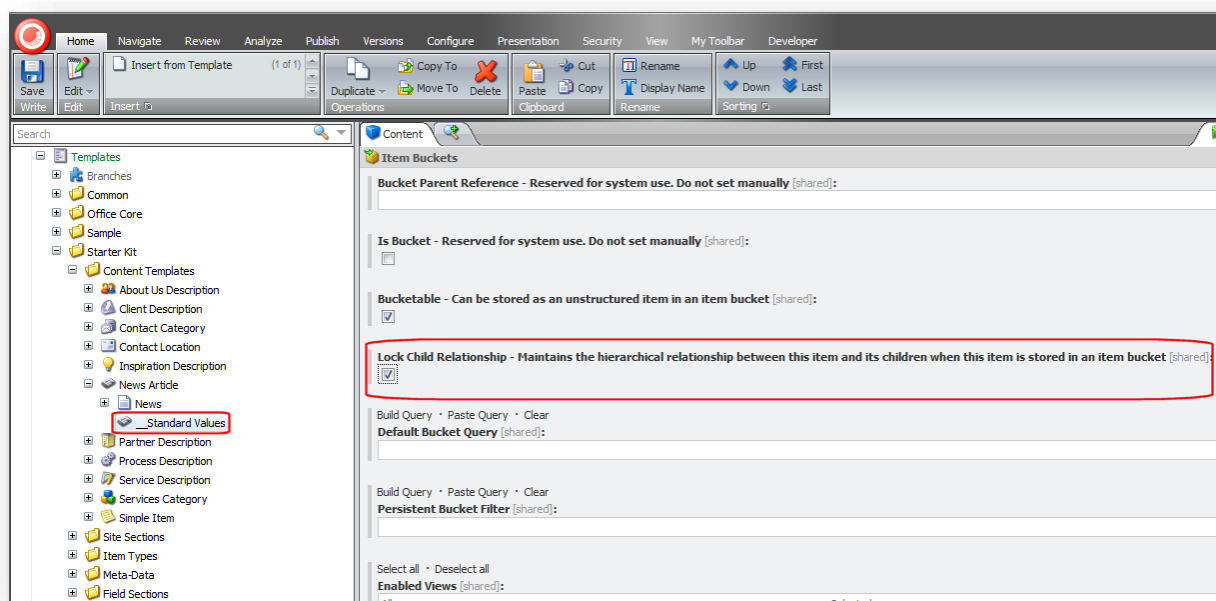 Home Navigate Review Analyze Publish Versions Configure Presentation Security View My Toolbar Developer
Insert from Template (1 of 1)
Copy To
Cut
Rename
Up First
Save Edit Duplicate Move To Delete Paste Copy Display Name Down Last
Write Edit Insert Operations Clipboard Rename Sorting
Search
Content
Templates
Branches
Common
Office Core
Sample
Starter Kit
Content Templates
About Us Description
Client Description
Contact Category
Contact Location
Inspiration Description
News Article
News
__Standard Values
Partner Description
Process Description
Service Description
Services Category
Simple Item
Site Sections
Item Types
Meta-Data
Field Sections
Item Buckets
Bucket Parent Reference - Reserved for system use. Do not set manually [shared]:
Is Bucket - Reserved for system use. Do not set manually [shared]:
Bucketable - Can be stored as an unstructured item in an item bucket [shared]:
Lock Child Relationship - Maintains the hierarchical relationship between this item and its children when this item is stored in an item bucket [shared]:
Build Query · Paste Query · Clear
Default Bucket Query [shared]:
Build Query · Paste Query · Clear
Persistent Bucket Filter [shared]:
Select all · Deselect all
Enabled Views [shared]: